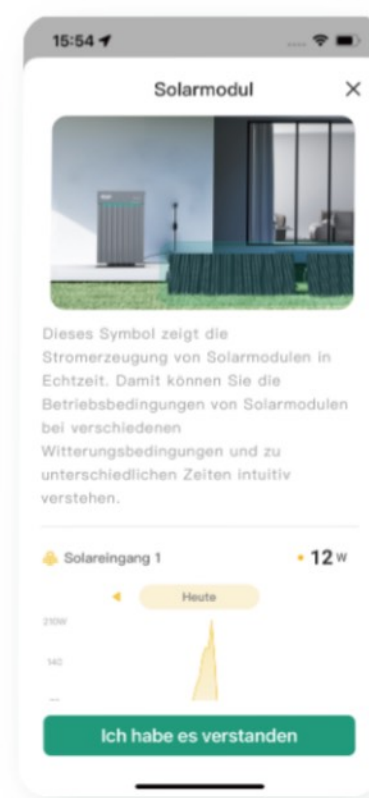 15:54
Solarmodul
Dieses Symbol zeigt die
Stromerzeugung von Solarmodulen in
Echtzeit. Damit können Sie die
Betriebsbedingungen von Solarmodulen
bei verschiedenen
Witterungsbedingungen und zu
unterschiedlichen Zeiten intuitiv
verstehen.
Solareingang 1
12 W
Heute
210W
140
Ich habe es verstanden